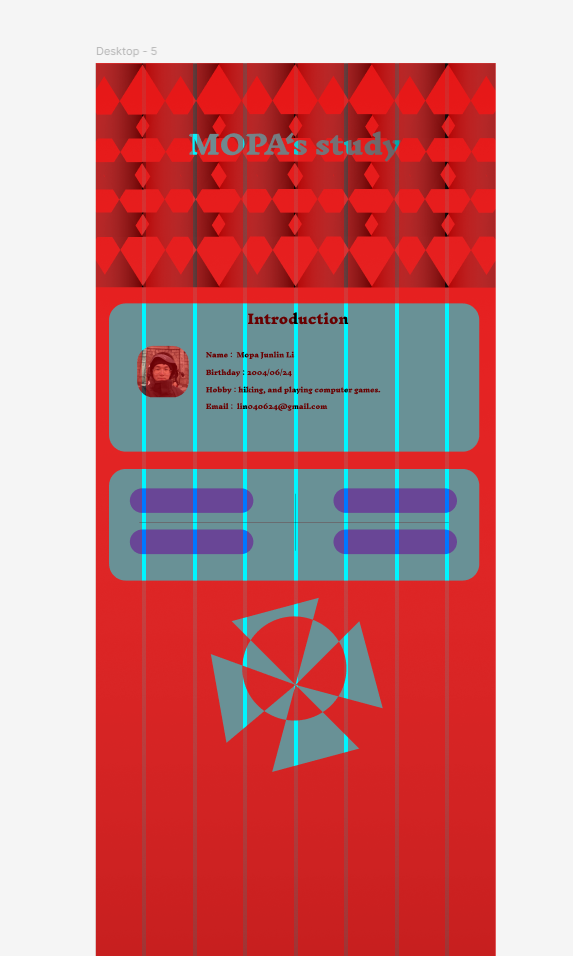 Desktop - 5
MOPA's study
Introduction
Name : Mopa Junlin Li
Birthday : 2004/06/24
Hobby : hiking, and playing computer games.
Email : lin040624@gmail.com